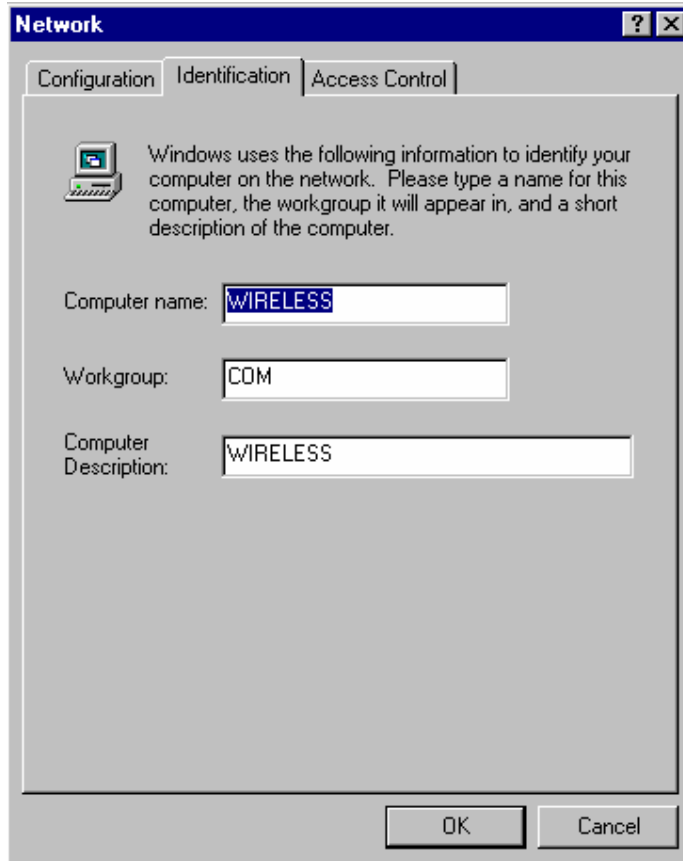 Network
Configuration Identification Access Control
Windows uses the following information to identify your
computer on the network.  Please type a name for this
computer, the workgroup it will appear in, and a short
description of the computer.
Computer name: WIRELESS
Workgroup: COM
Computer
Description: WIRELESS
OK Cancel